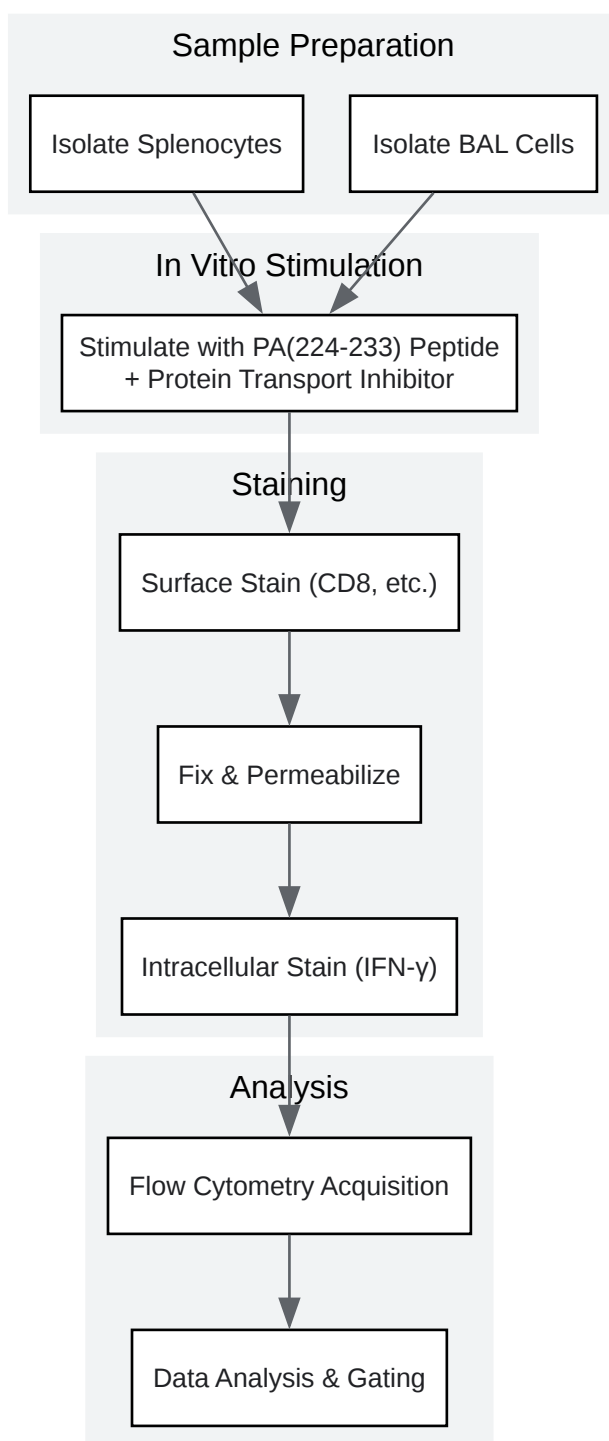 Sample Preparation
Isolate Splenocytes
Isolate BAL Cells
In Vitro Stimulation
Stimulate with PA(224-233) Peptide
+ Protein Transport Inhibitor
Staining
Surface Stain (CD8, etc.)
Fix & Permeabilize
Intracellular Stain (IFN-γ)
Analysis
Flow Cytometry Acquisition
Data Analysis & Gating